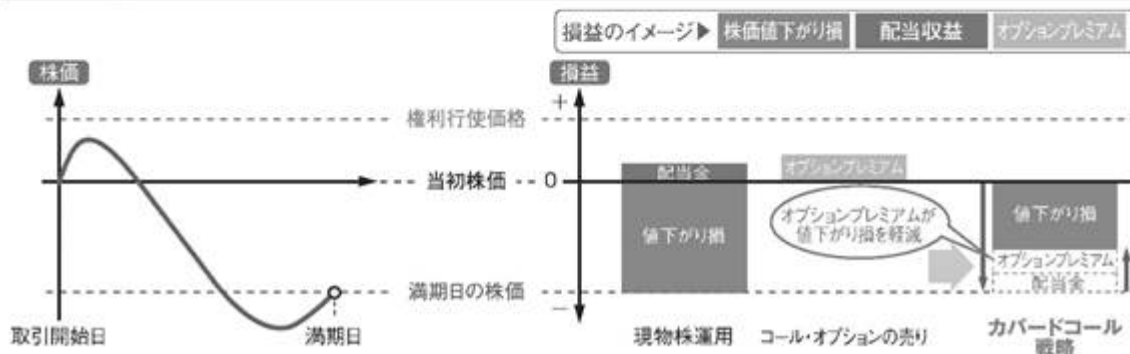 損益のイメージ▶ 株価値下がり損 配当収益 オプションプレミアム
株価
損益
+
権利行使価格
当初株価
0
配当金
オプションプレミアム
値下がり損
オプションプレミアムが
値下がり損を軽減
値下がり損
オプションプレミアム
配当金
満期日の株価
−
取引開始日
満期日
現物株運用
コール・オプションの売り
カバードコール
戦略